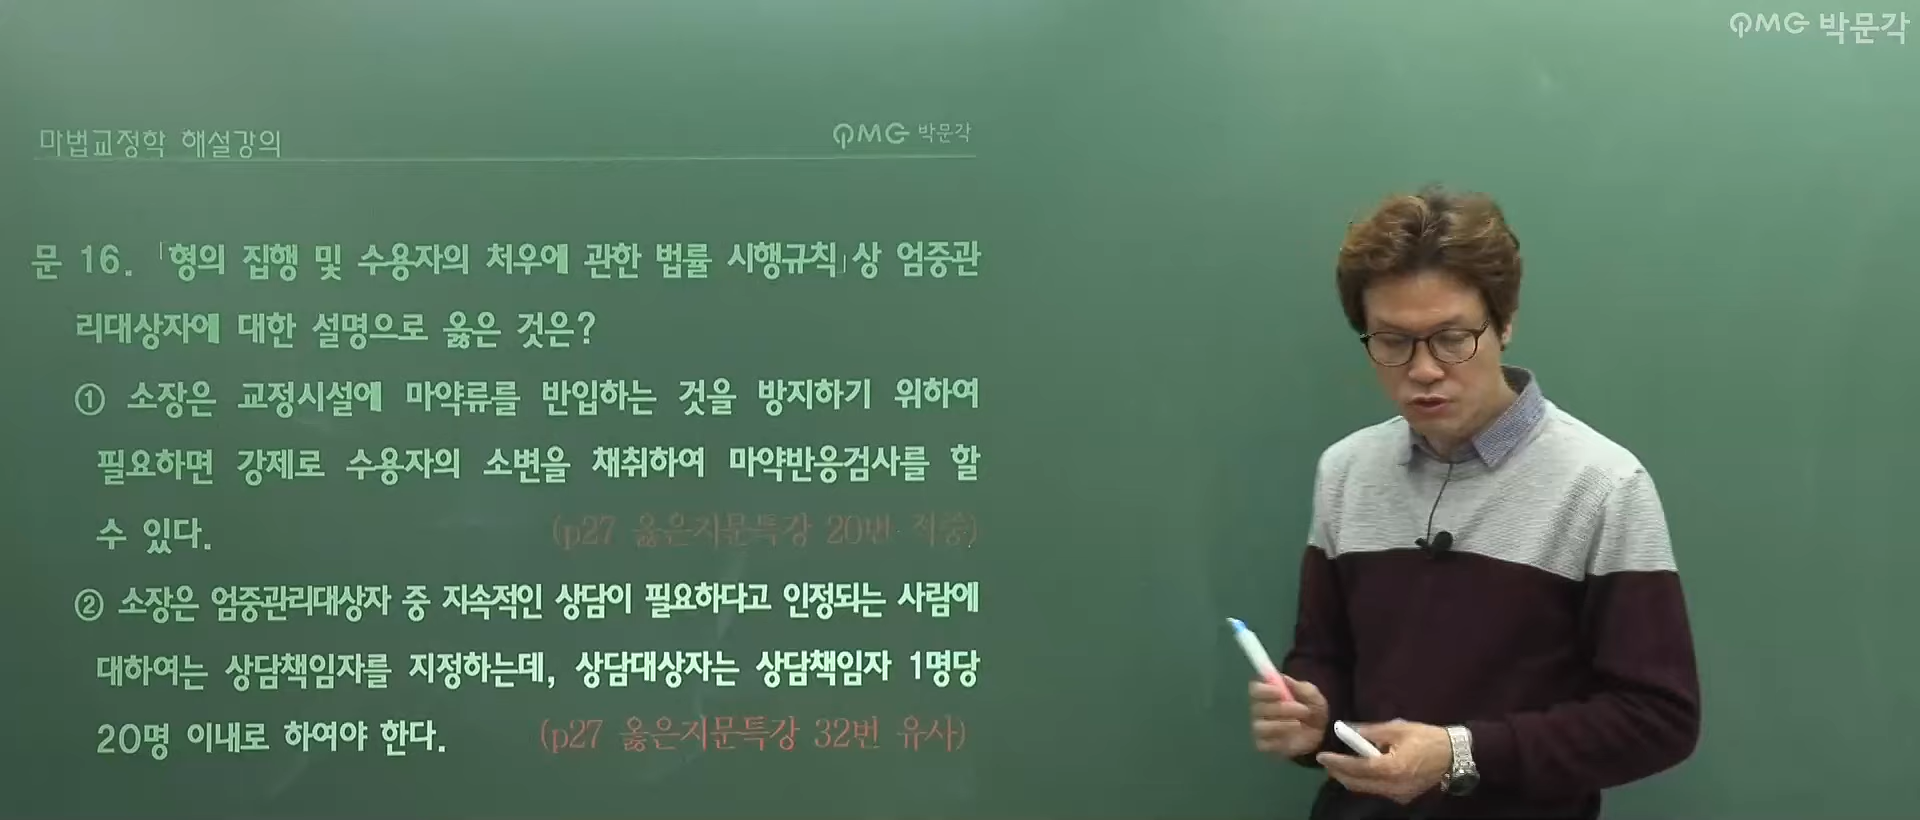 QMG 박문각
마법교정학 해설강의
QMG 박문각
문 16. 「형의 집행 및 수용자의 처우에 관한 법률 시행규칙」상 엄중관
리대상자에 대한 설명으로 옳은 것은?
① 소장은 교정시설에 마약류를 반입하는 것을 방지하기 위하여
필요하면 강제로 수용자의 소변을 채취하여 마약반응검사를 할
수 있다.
(p27 옳은지문특강 20번 적중)
② 소장은 엄중관리대상자 중 지속적인 상담이 필요하다고 인정되는 사람에
대하여는 상담책임자를 지정하는데, 상담대상자는 상담책임자 1명당
20명 이내로 하여야 한다.
(p27 옳은지문특강 32번 유사)